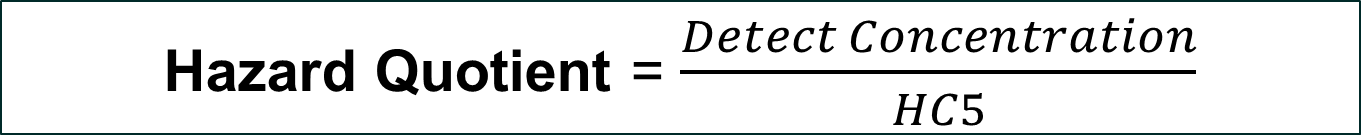 Hazard Quotient = Detect Concentration
HC5